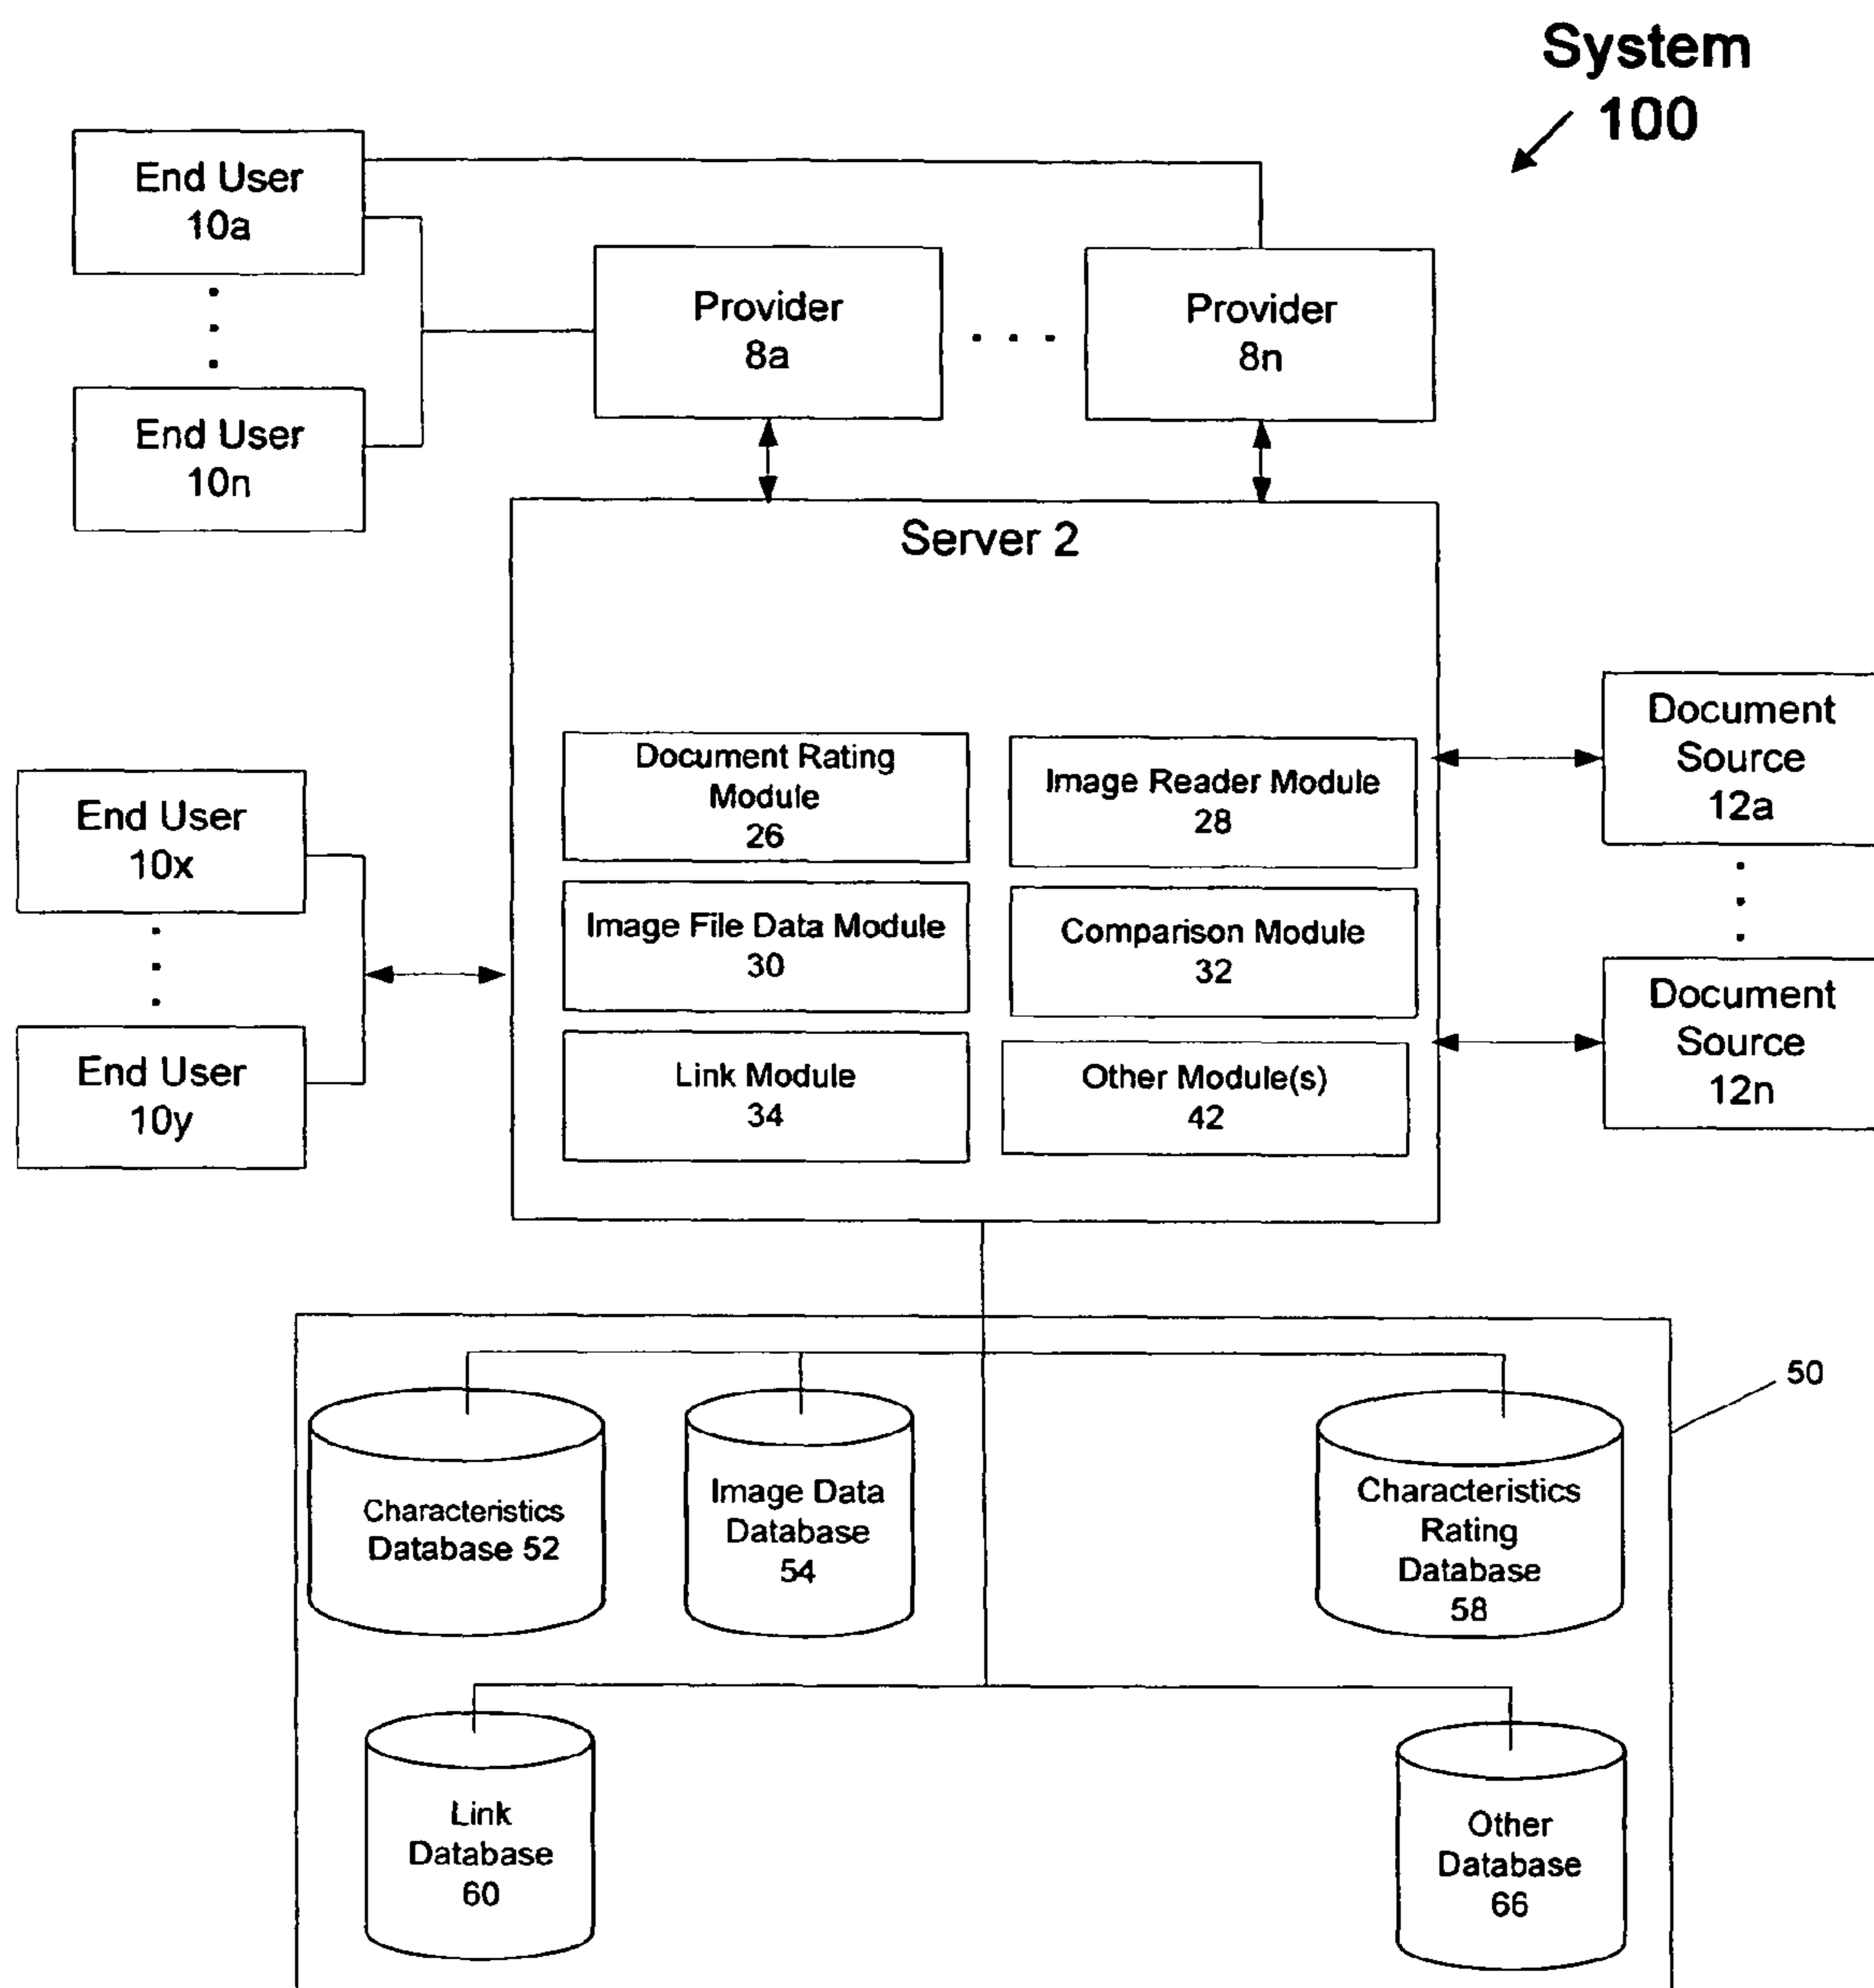 System
100
End User
10a
End User
10n
Provider
8a
Provider
8n
Server 2
Document Rating
Module
26
Image Reader Module
28
Image File Data Module
30
Comparison Module
32
Link Module
34
Other Module(s)
42
End User
10x
End User
10y
Document
Source
12a
Document
Source
12n
50
Characteristics
Database 52
Image Data
Database
54
Characteristics
Rating
Database
58
Link
Database
60
Other
Database
66